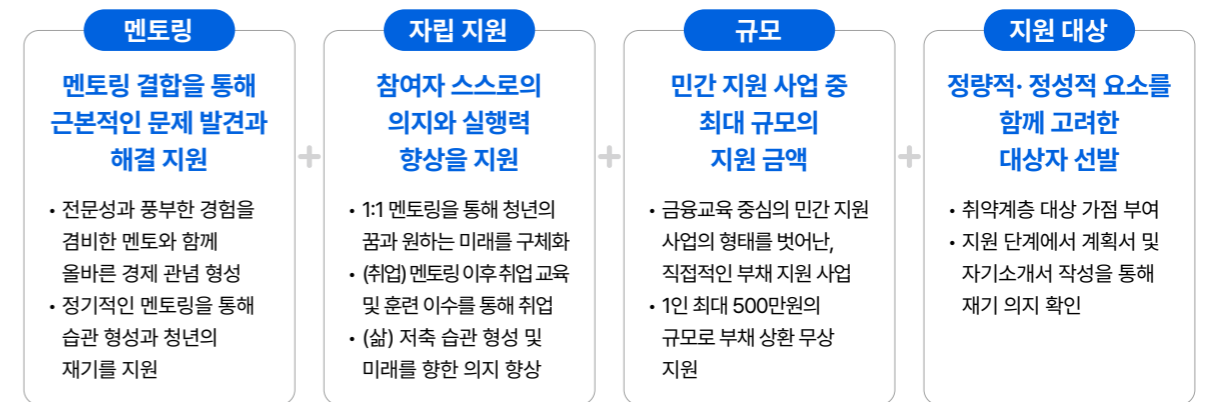 멘토링
멘토링 결합을 통해
근본적인 문제 발견과
해결 지원
• 전문성과 풍부한 경험을
겸비한 멘토와 함께
올바른 경제 관념 형성
• 정기적인 멘토링을 통해
습관 형성과 청년의
재기를 지원
+
자립 지원
참여자 스스로의
의지와 실행력
향상을 지원
• 1:1 멘토링을 통해 청년의
꿈과 원하는 미래를 구체화
• (취업) 멘토링 이후 취업 교육
및 훈련 이수를 통해 취업
• (삶) 저축 습관 형성 및
미래를 향한 의지 향상
+
규모
민간 지원 사업 중
최대 규모의
지원 금액
• 금융교육 중심의 민간 지원
사업의 형태를 벗어난,
직접적인 부채 지원 사업
• 1인 최대 500만원의
규모로 부채 상환 무상
지원
+
지원 대상
정량적· 정성적 요소를
함께 고려한
대상자 선발
• 취약계층 대상 가점 부여
• 지원 단계에서 계획서 및
자기소개서 작성을 통해
재기 의지 확인